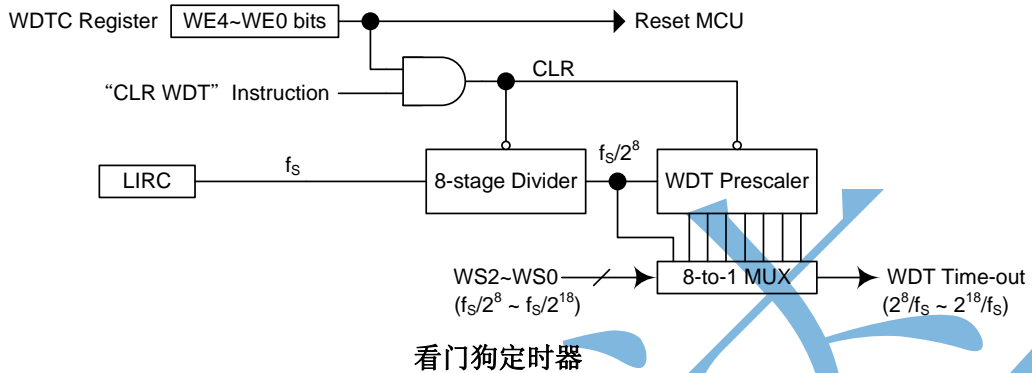 WDTC Register WE4~WE0 bits Reset MCU
CLR
“CLR WDT” Instruction
fS fS/2^8
LIRC 8-stage Divider WDT Prescaler
WS2~WS0 8-to-1 MUX WDT Time-out
(fS/2^8 ~ fS/2^18) (2^8/fS ~ 2^18/fS)
看门狗定时器